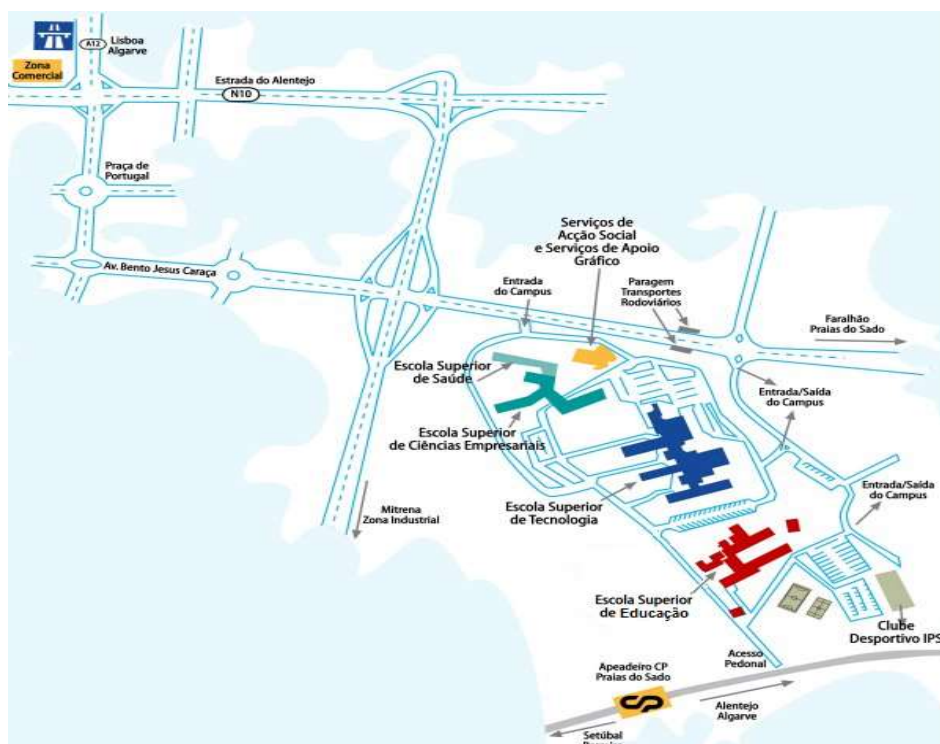 A12
Lisboa
Algarve
Zona
Comercial
Estrada do Alentejo
N10
Praça de
Portugal
Av. Bento Jesus Caraça
Serviços de
Acção Social
e Serviços de Apoio
Gráfico
Entrada
do Campus
Paragem
Transportes
Rodoviários
Faralhão
Praias do Sado
Escola Superior
de Saúde
Entrada/Saída
do Campus
Escola Superior
de Ciências Empresariais
Entrada/Saída
do Campus
Mitrena
Zona Industrial
Escola Superior
de Tecnologia
Escola Superior
de Educação
Clube
Desportivo IPS
Acesso
Pedonal
Apeadeiro CP
Praias do Sado
Alentejo
Algarve
Setúbal